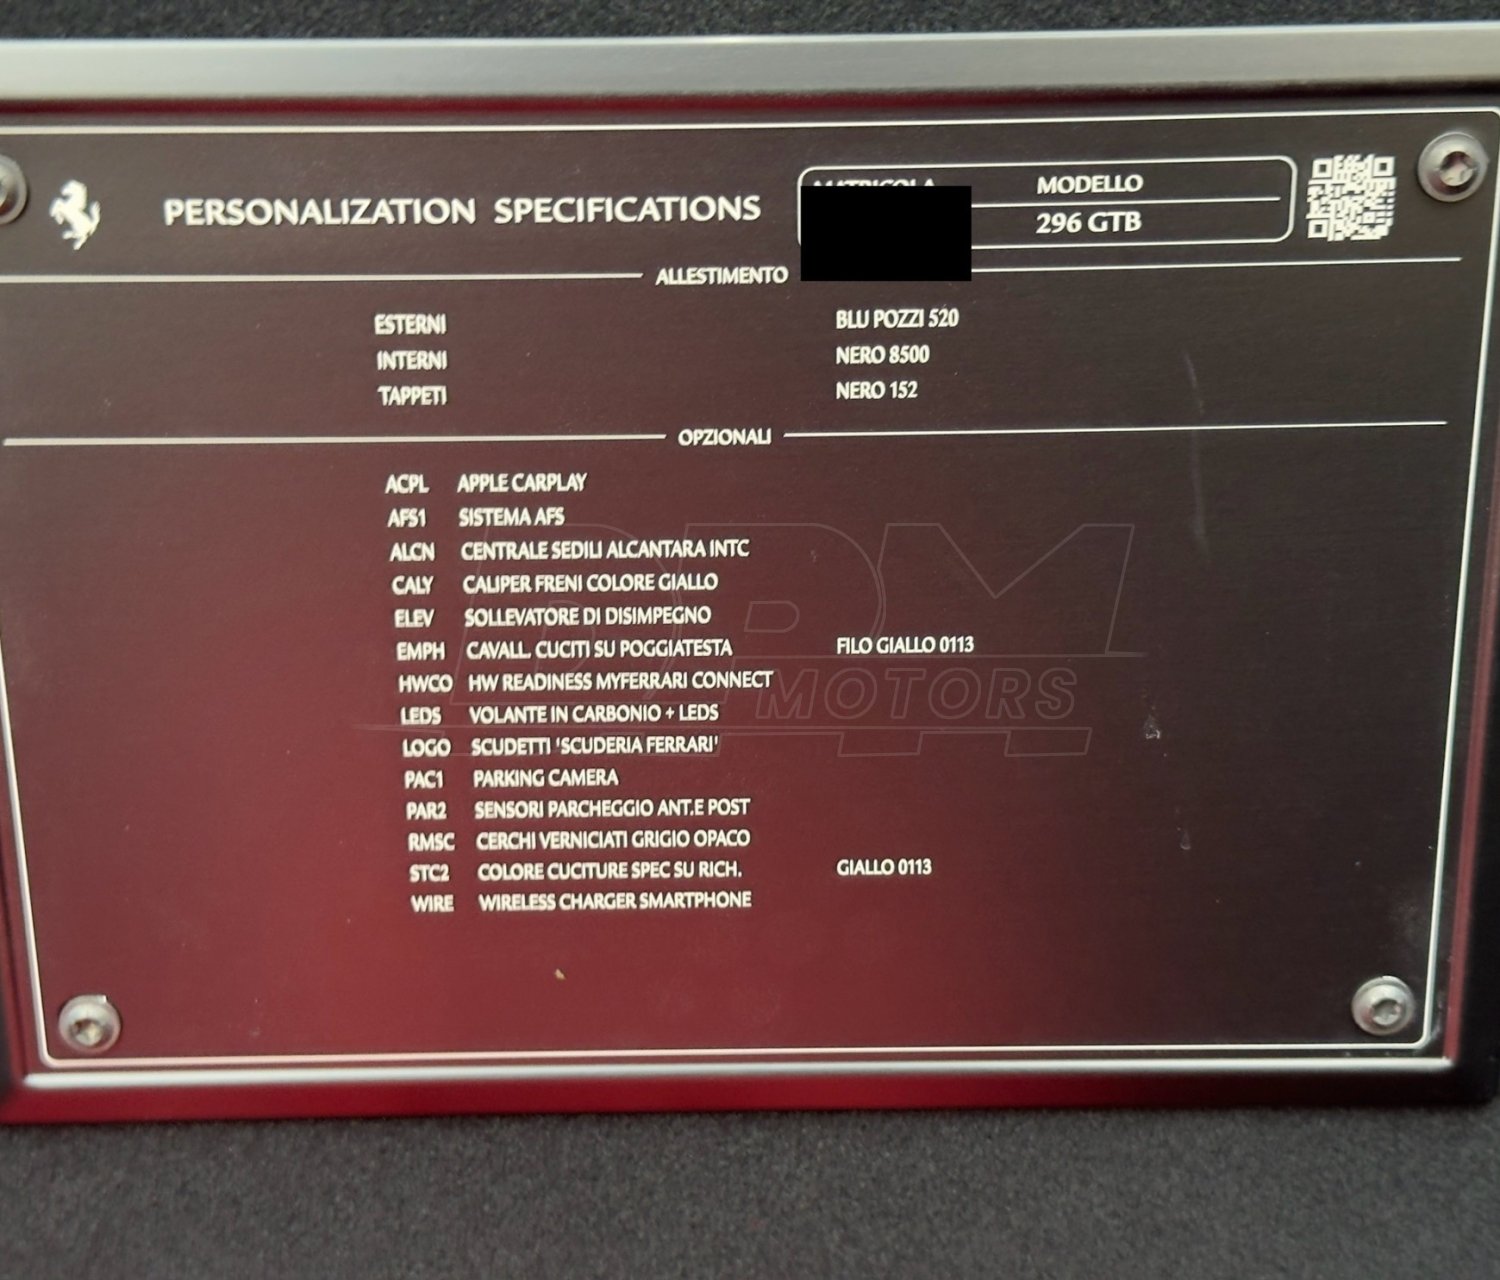 PERSONALIZATION SPECIFICATIONS
MATRICOLA MODELLO
296 GTB
ALLESTIMENTO
ESTERNI BLU POZZI 520
INTERNI NERO 8500
TAPPETI NERO 152
OPZIONALI
ACPL APPLE CARPLAY
AFS1 SISTEMA AFS
ALCN CENTRALE SEDILI ALCANTARA INTC
CALY CALIPER FRENI COLORE GIALLO
ELEV SOLLEVATORE DI DISIMPEGNO
EMPH CAVALL. CUCITI SU POGGIATESTA FILO GIALLO 0113
HWCO HW READINESS MYFERRARI CONNECT
LEDS VOLANTE IN CARBONIO + LEDS
LOGO SCUDETTI 'SCUDERIA FERRARI'
PAC1 PARKING CAMERA
PAR2 SENSORI PARCHEGGIO ANT.E POST
RMSC CERCHI VERNICIATI GRIGIO OPACO
STC2 COLORE CUCITURE SPEC SU RICH. GIALLO 0113
WIRE WIRELESS CHARGER SMARTPHONE
DPM
MOTORS